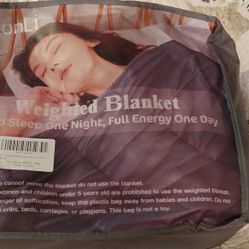 onLi
Weighted Blanket
Sleep One Night, Full Energy One Day
cannot move the blanket do not use the blanket.
women and children under 5 years old are prohibited to use the weighted blanket.
of suffocation, keep this plastic bag away from babies and children. Do not
cribs, beds, carriages, or playpens. This bag is not a toy.